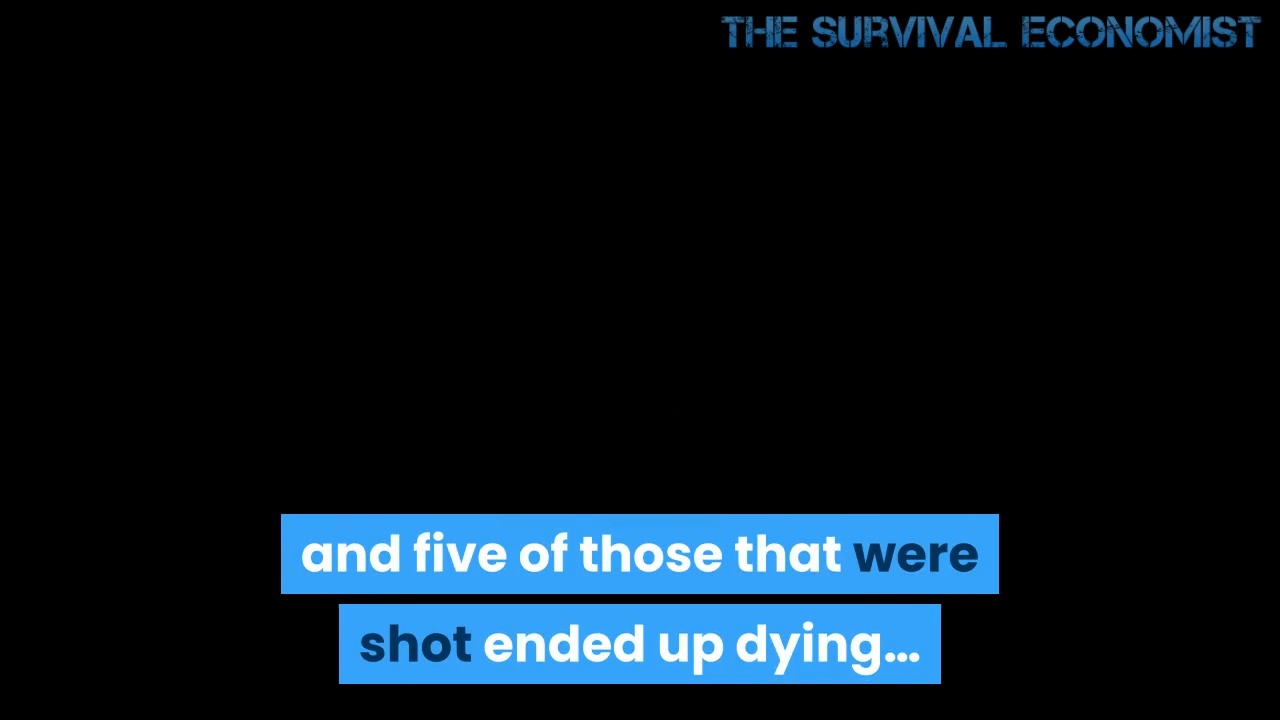 THE SURVIVAL ECONOMIST
and five of those that were
shot ended up dying...